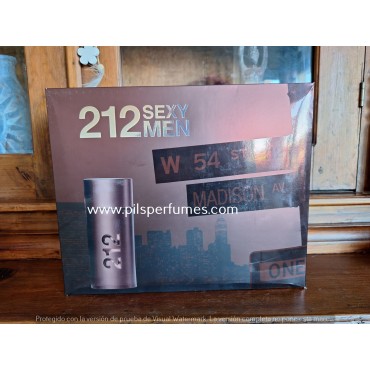 212 SEXY
MEN
W 54 ST
MADISON AV
www.pilsperfumes.com
212
ONE
Protegido con la versión de prueba de Visual Watermark. La versión completa no pone esta marca.